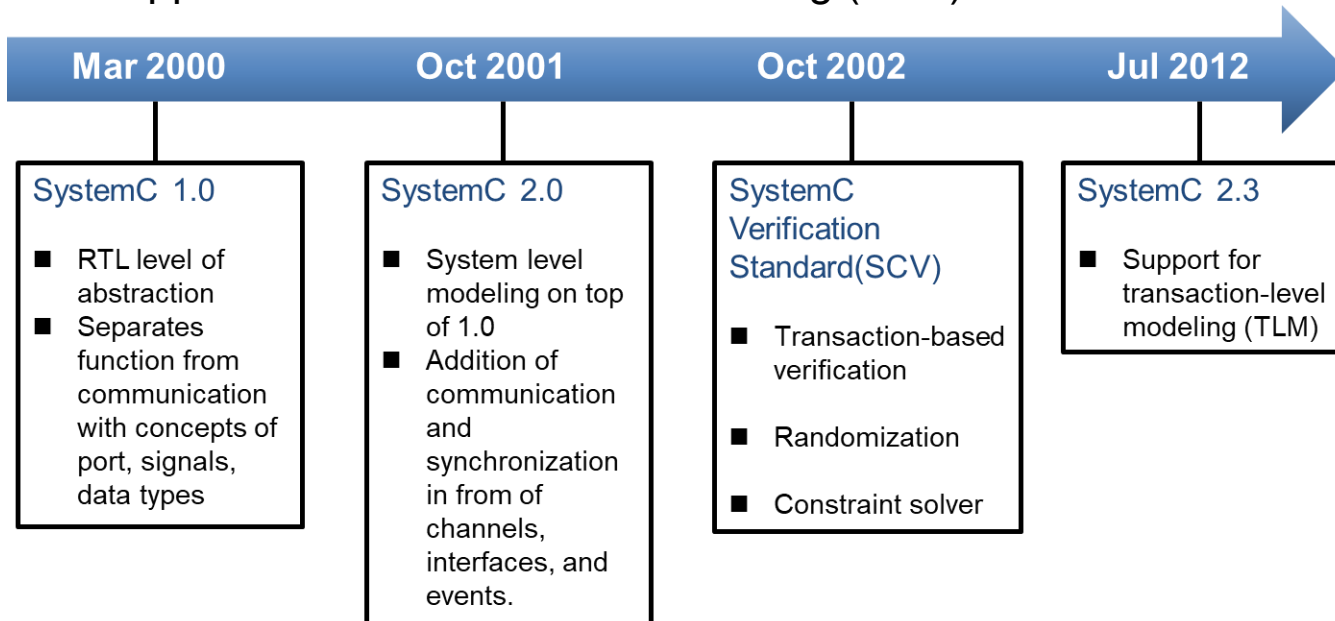 Mar 2000
Oct 2001
Oct 2002
Jul 2012
SystemC 1.0
■ RTL level of
abstraction
■ Separates
function from
communication
with concepts of
port, signals,
data types
SystemC 2.0
■ System level
modeling on top
of 1.0
■ Addition of
communication
and
synchronization
in from of
channels,
interfaces, and
events.
SystemC
Verification
Standard(SCV)
■ Transaction-based
verification
■ Randomization
■ Constraint solver
SystemC 2.3
■ Support for
transaction-level
modeling (TLM)